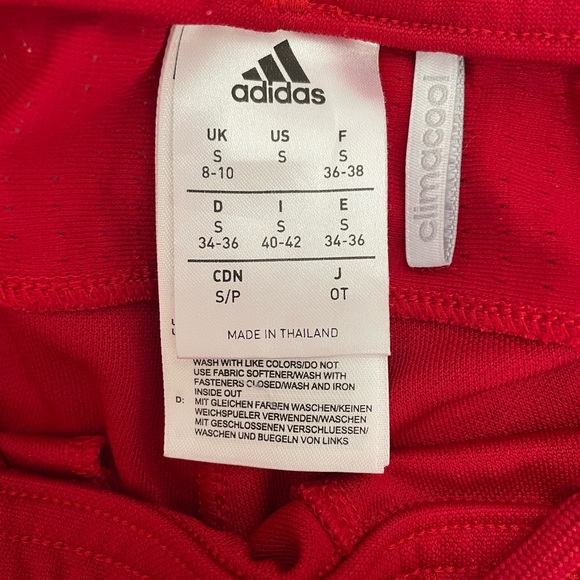 adidas
UK US F
S S S
8-10 36-38
D I E
S S S
34-36 40-42 34-36
CDN J
S/P OT
MADE IN THAILAND
WASH WITH LIKE COLORS/DO NOT
USE FABRIC SOFTENER/WASH WITH
FASTENERS CLOSED/WASH AND IRON
INSIDE OUT
D: MIT GLEICHEN FARBEN WASCHEN/KEINEN
WEICHSPUELER VERWENDEN/WASCHEN
MIT GESCHLOSSENEN VERSCHLUESSEN/
WASCHEN UND BUEGELN VON LINKS
climacool